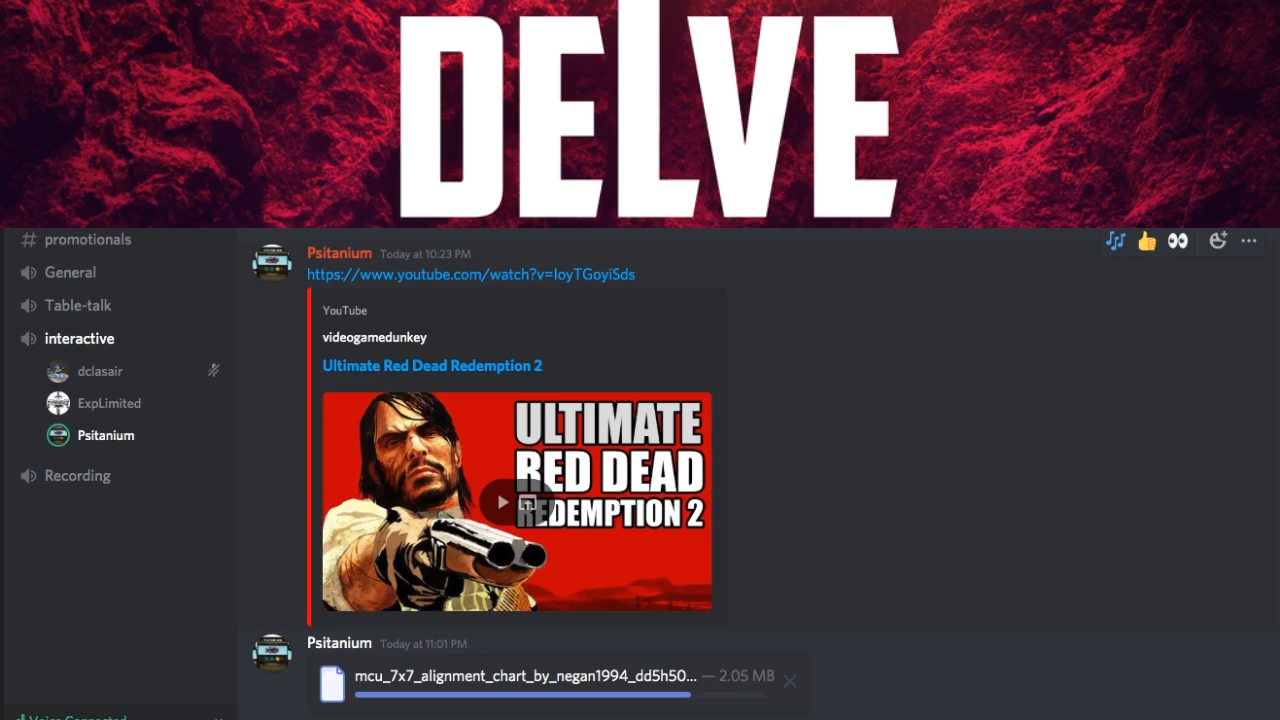 DELVE
# promotionals
General
Table-talk
interactive
dclasair
ExpLimited
Psitanium
Recording
Voice Connected
Psitanium Today at 10:23 PM
https://www.youtube.com/watch?v=IoyTGoyiSds
YouTube
videogamedunkey
Ultimate Red Dead Redemption 2
ULTIMATE
RED DEAD
REDEMPTION 2
Psitanium Today at 11:01 PM
mcu_7x7_alignment_chart_by_negan1994_dd5h50... — 2.05 MB